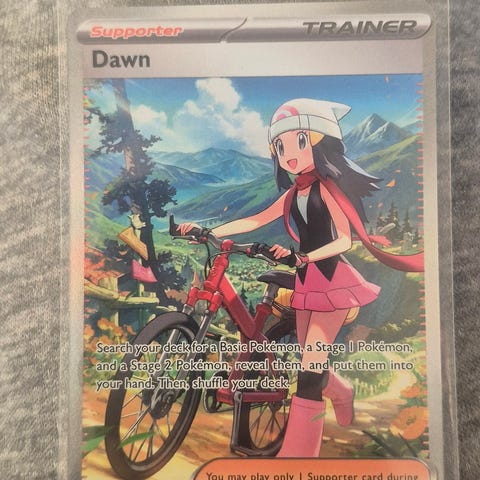 Supporter
TRAINER
Dawn
Search your deck for a Basic Pokémon, a Stage 1 Pokémon,
and a Stage 2 Pokémon, reveal them, and put them into
your hand. Then, shuffle your deck.
You may play only 1 Supporter card during